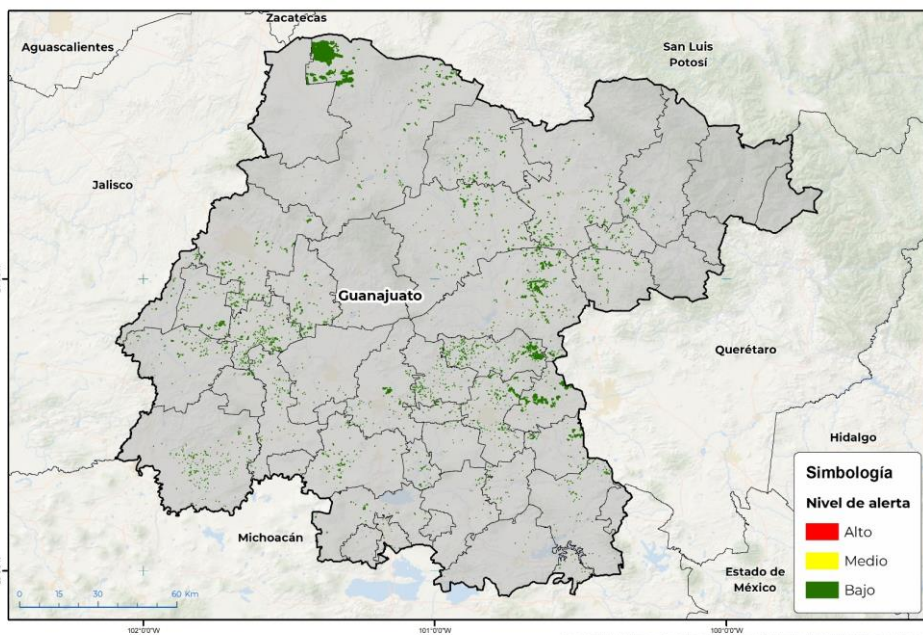 Zacatecas
Aguascalientes
San Luis
Potosí
Jalisco
Guanajuato
Querétaro
Hidalgo
Michoacán
Estado de
México
Simbología
Nivel de alerta
Alto
Medio
Bajo
0 15 30 60 Km
102°0'0"W
101°0'0"W
100°0'0"W